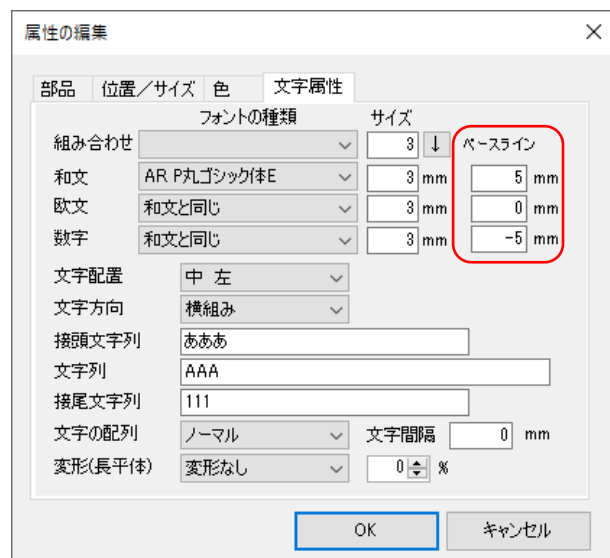 属性の編集
部品 位置／サイズ 色 文字属性
フォントの種類 サイズ
組み合わせ 3 ↓ ベースライン
和文 AR P丸ゴシック体E 3 mm 5 mm
欧文 和文と同じ 3 mm 0 mm
数字 和文と同じ 3 mm -5 mm
文字配置 中 左
文字方向 横組み
接頭文字列 あああ
文字列 AAA
接尾文字列 111
文字の配列 ノーマル 文字間隔 0 mm
変形(長平体) 変形なし 0 %
OK キャンセル